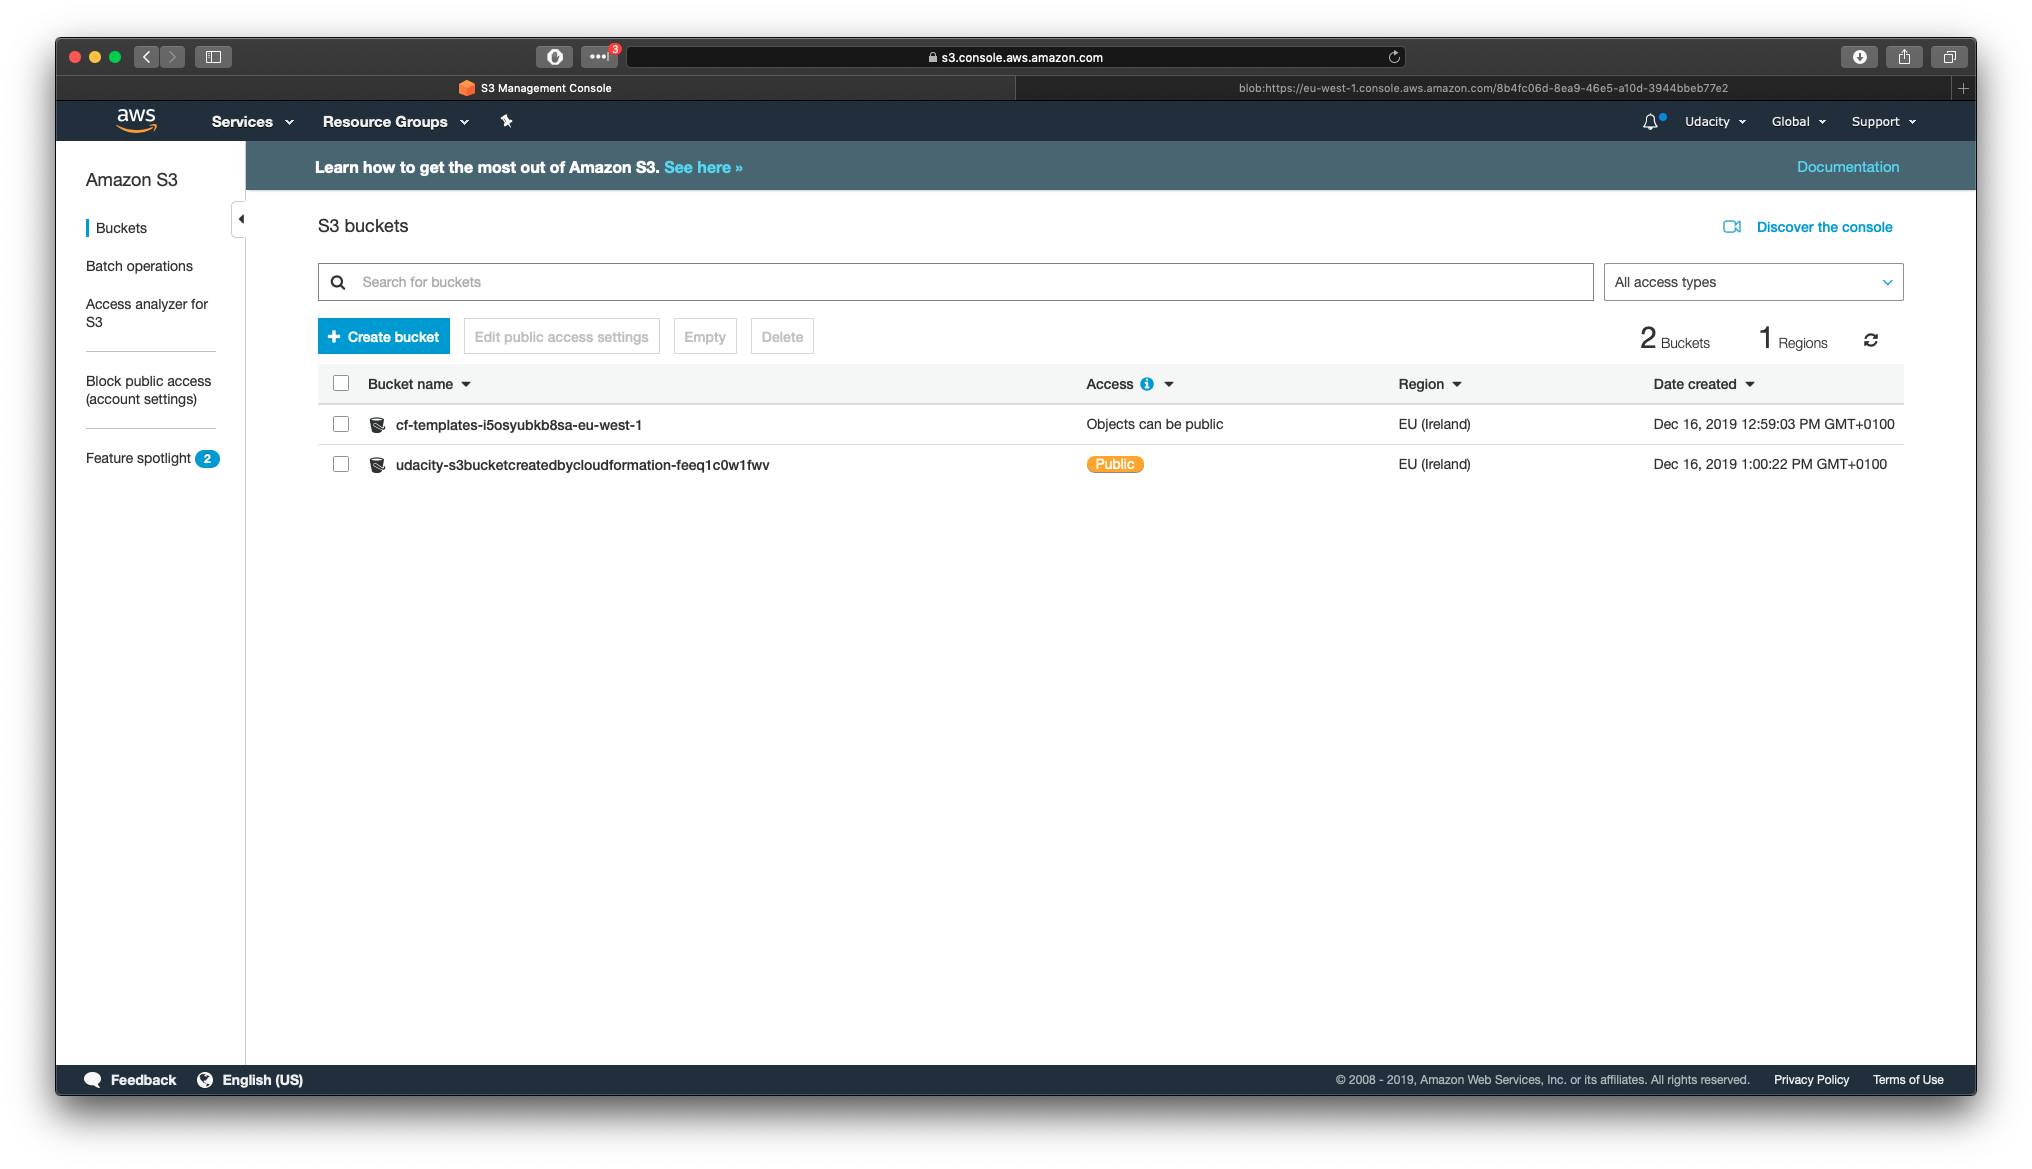 3
s3.console.aws.amazon.com
S3 Management Console
blob:https://eu-west-1.console.aws.amazon.com/8b4fc06d-8ea9-46e5-a10d-3944bbeb77e2
aws
Services
Resource Groups
Udacity
Global
Support
Amazon S3
Buckets
Batch operations
Access analyzer for
S3
Block public access
(account settings)
Feature spotlight 2
Learn how to get the most out of Amazon S3. See here »
Documentation
S3 buckets
Discover the console
Search for buckets
All access types
+ Create bucket
Edit public access settings
Empty
Delete
2 Buckets
1 Regions
Bucket name
Access
Region
Date created
cf-templates-i5osyubkb8sa-eu-west-1
Objects can be public
EU (Ireland)
Dec 16, 2019 12:59:03 PM GMT+0100
udacity-s3bucketcreatedbycloudformation-feeq1c0w1fwv
Public
EU (Ireland)
Dec 16, 2019 1:00:22 PM GMT+0100
Feedback
English (US)
© 2008 - 2019, Amazon Web Services, Inc. or its affiliates. All rights reserved.
Privacy Policy
Terms of Use